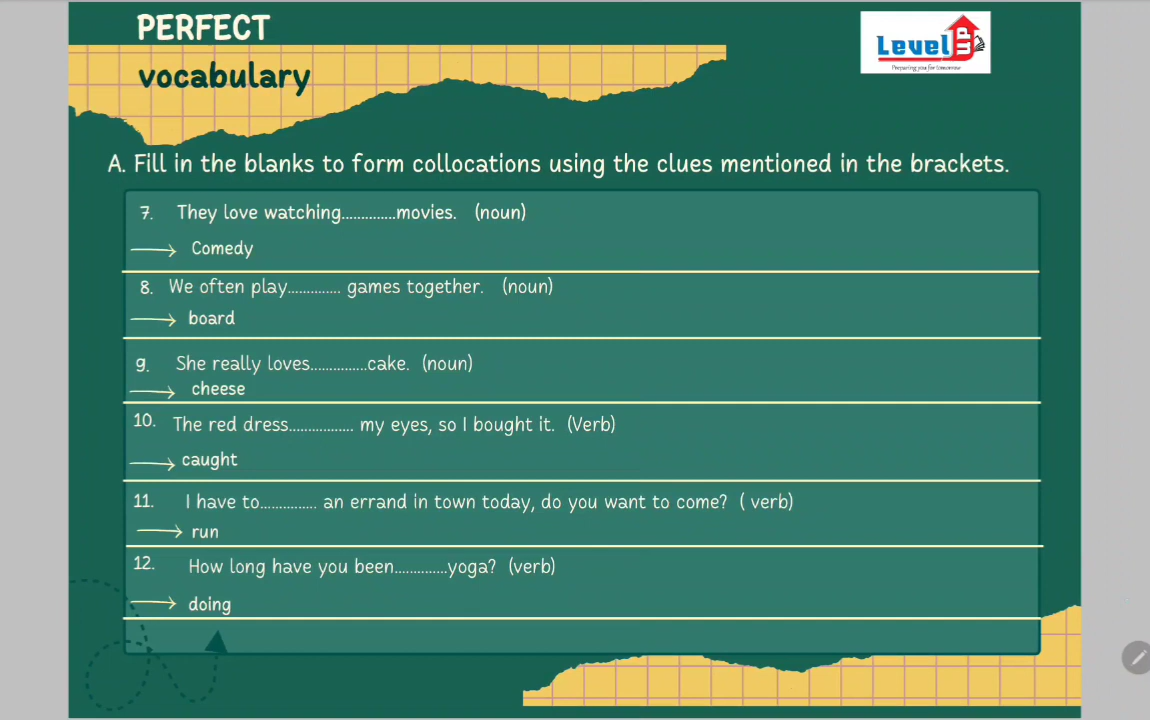 PERFECT
vocabulary
Level UP
Preparing you for tomorrow
A. Fill in the blanks to form collocations using the clues mentioned in the brackets.
7. They love watching..............movies. (noun)
Comedy
8. We often play............. games together. (noun)
board
9. She really loves..............cake. (noun)
cheese
10. The red dress................ my eyes, so I bought it. (Verb)
caught
11. I have to.............. an errand in town today, do you want to come? ( verb)
run
12. How long have you been.............yoga? (verb)
doing